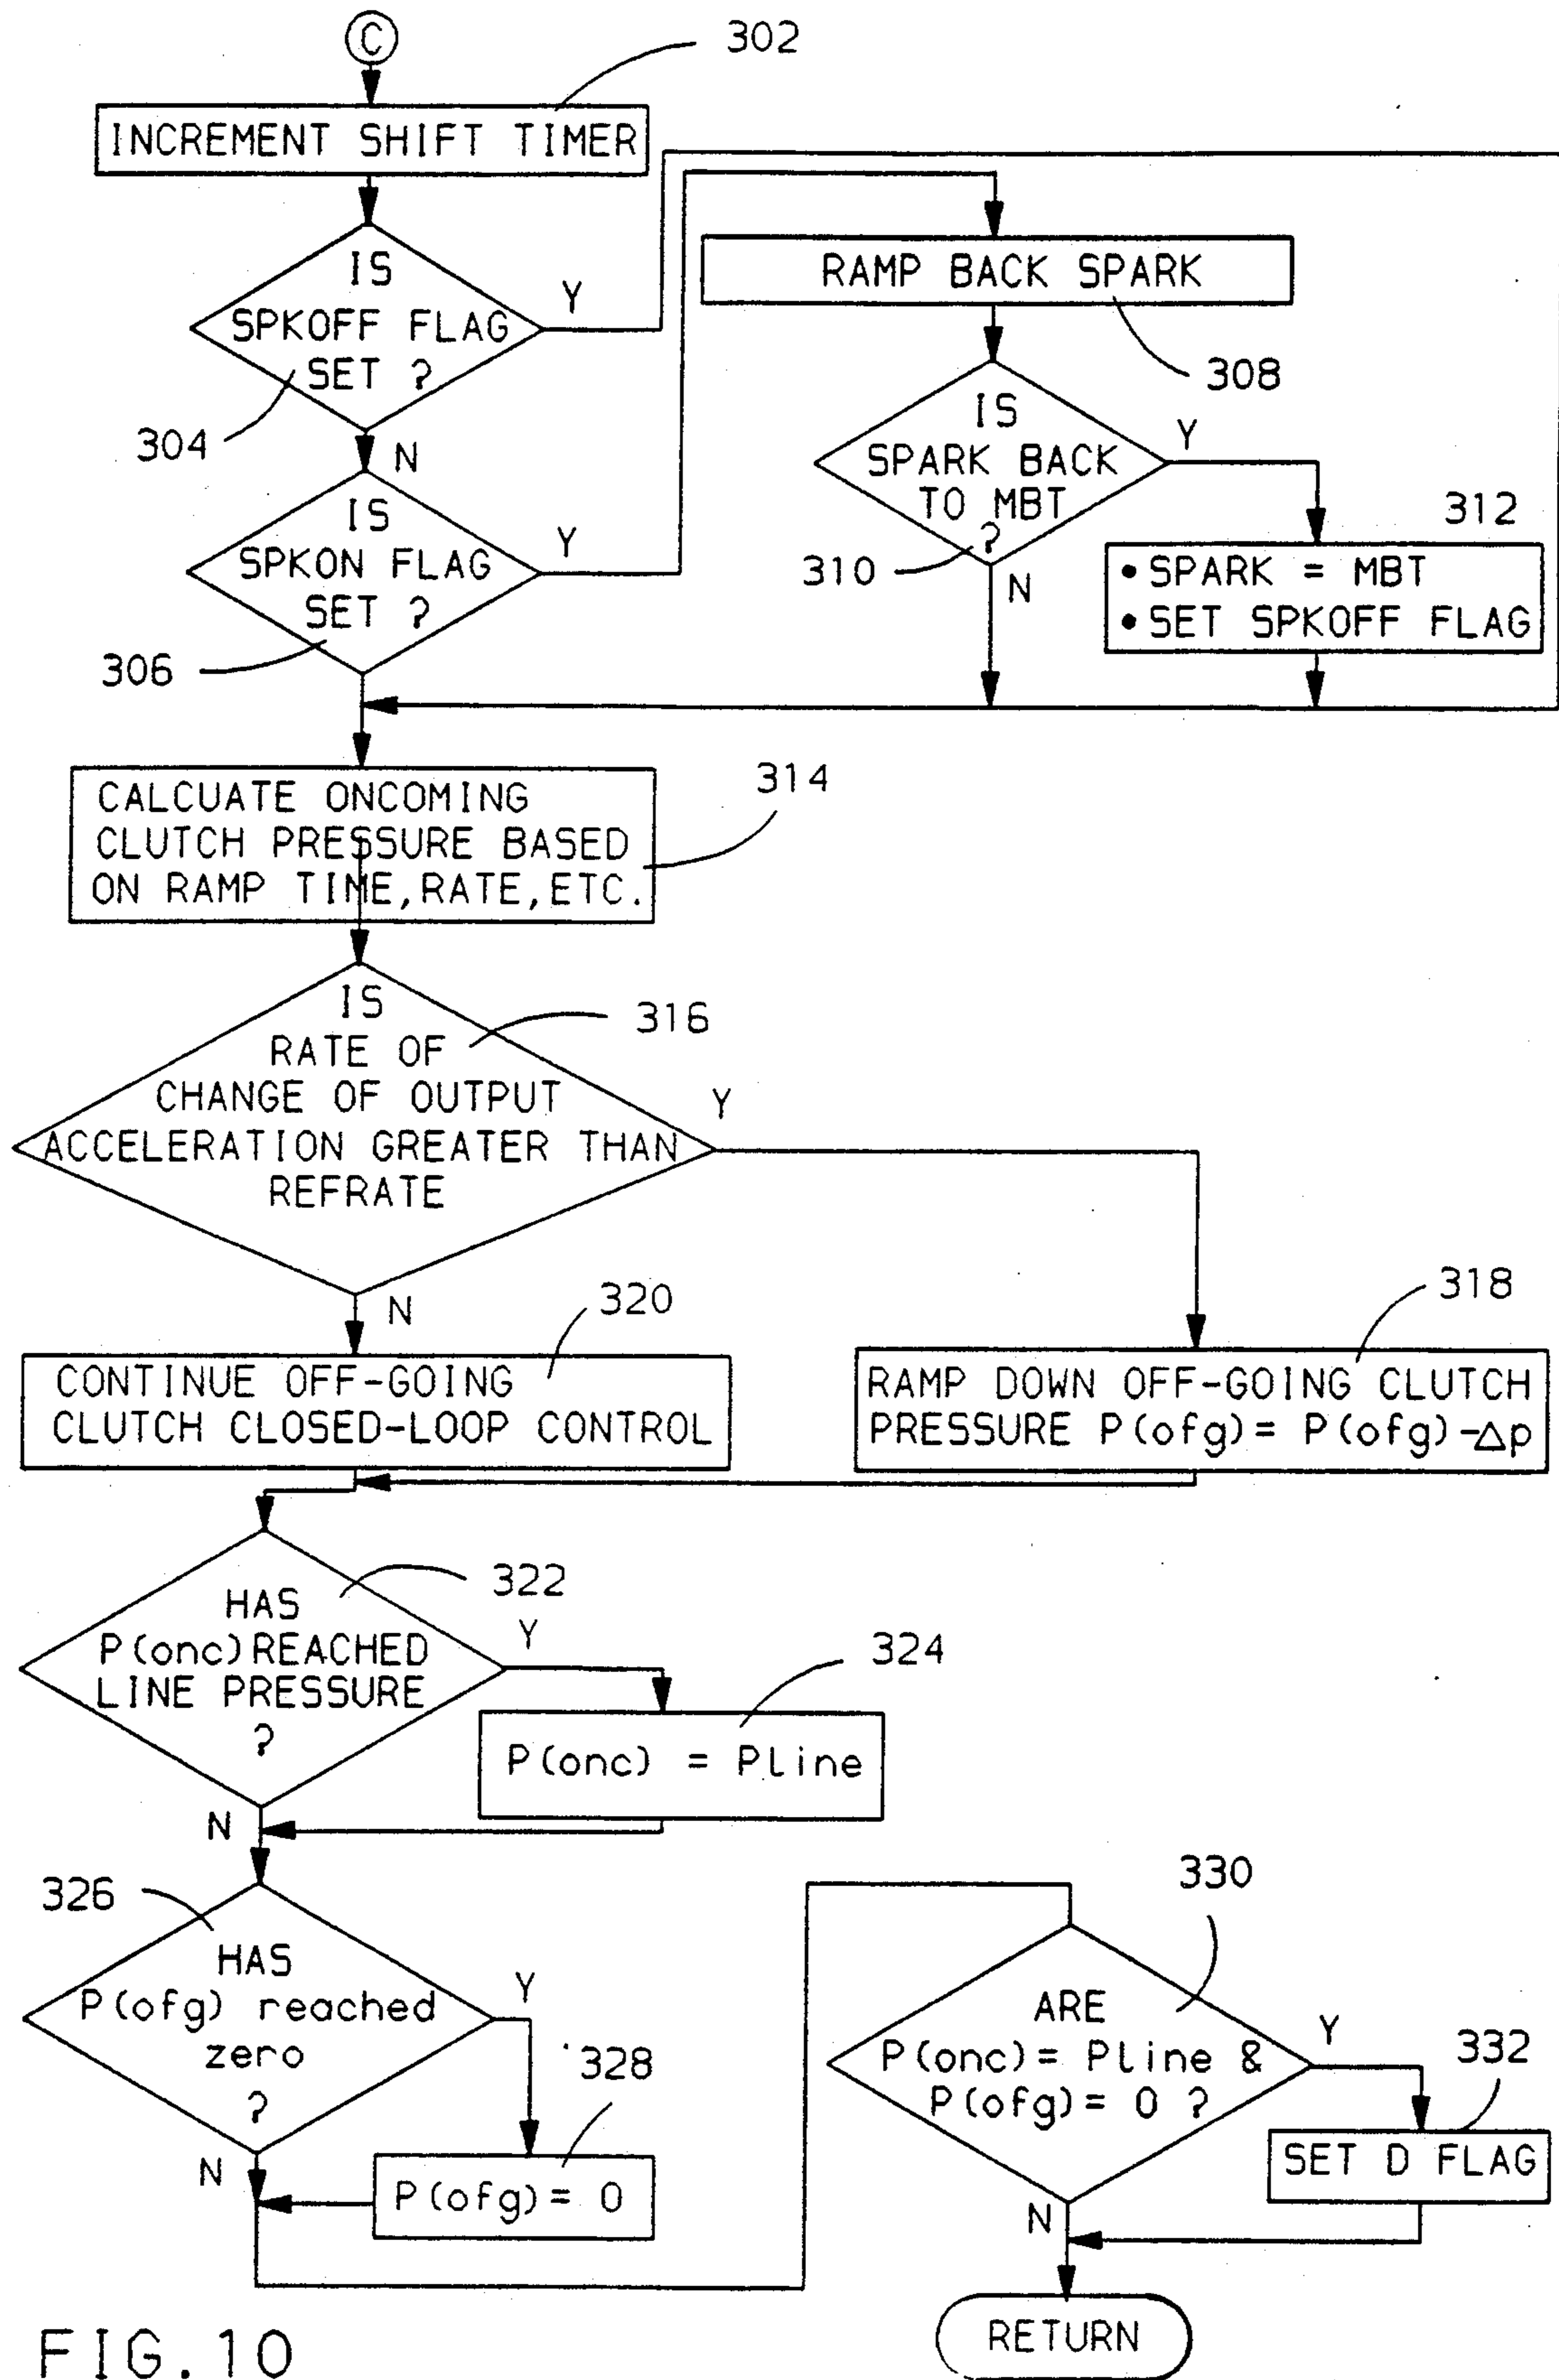 C
302
INCREMENT SHIFT TIMER
IS
SPKOFF FLAG
SET ?
Y
304
N
IS
SPKON FLAG
SET ?
Y
306
RAMP BACK SPARK
308
IS
SPARK BACK
TO MBT
?
Y
310
N
312
• SPARK = MBT
• SET SPKOFF FLAG
CALCUATE ONCOMING
CLUTCH PRESSURE BASED
ON RAMP TIME, RATE, ETC.
314
IS
RATE OF
CHANGE OF OUTPUT
ACCELERATION GREATER THAN
REFRATE
316
Y
N
320
CONTINUE OFF-GOING
CLUTCH CLOSED-LOOP CONTROL
318
RAMP DOWN OFF-GOING CLUTCH
PRESSURE P(ofg) = P(ofg) -Δp
322
HAS
P(onc) REACHED
LINE PRESSURE
?
Y
324
P(onc) = Pline
N
326
HAS
P(ofg) reached
zero
?
Y
328
N
P(ofg) = 0
330
ARE
P(onc) = Pline &
P(ofg) = 0 ?
Y
332
SET D FLAG
N
RETURN
FIG. 10